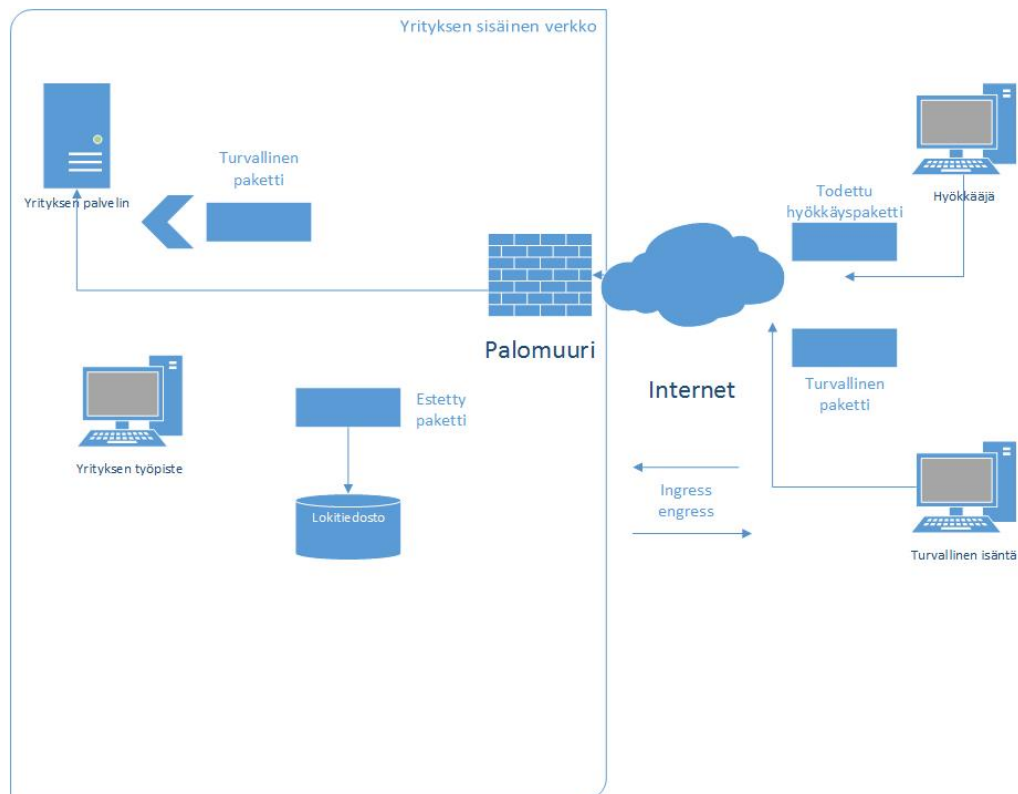 Yrityksen sisäinen verkko
Turvallinen
paketti
Yrityksen palvelin
Todettu
hyökkäyspaketti
Hyökkääjä
Palomuuri
Internet
Turvallinen
paketti
Estetty
paketti
Yrityksen työpiste
Lokitiedosto
Ingress
engress
Turvallinen isäntä